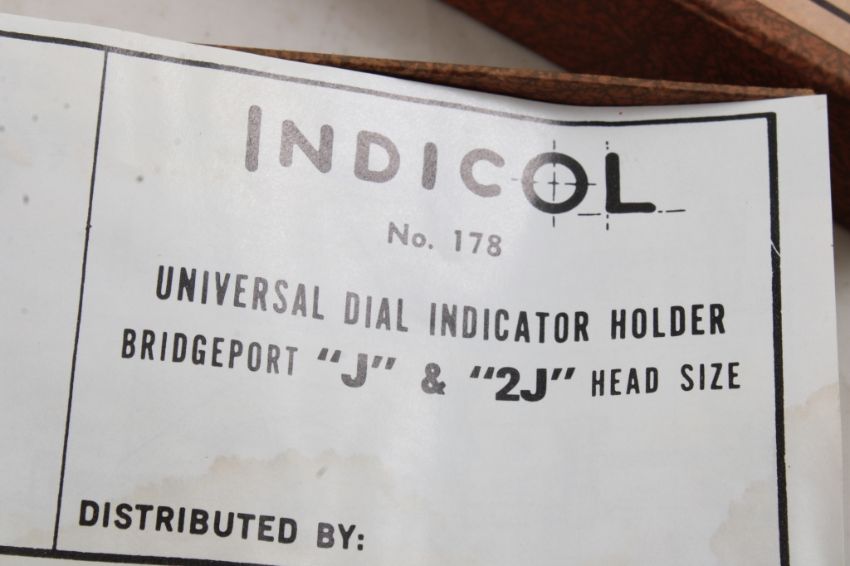 INDICOL
No. 178
UNIVERSAL DIAL INDICATOR HOLDER
BRIDGEPORT "J" & "2J" HEAD SIZE
DISTRIBUTED BY: